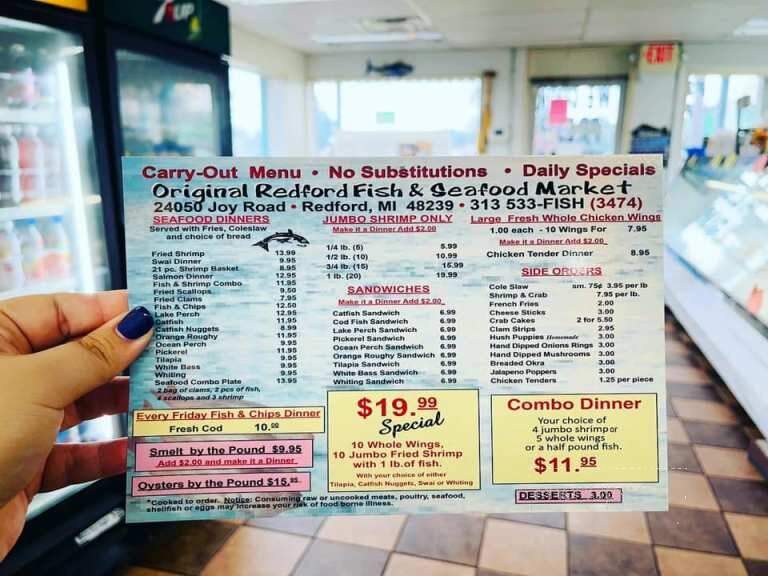 Carry-Out Menu • No Substitutions • Daily Specials
Original Redford Fish & Seafood Market
24050 Joy Road • Redford, MI 48239 • 313 533-FISH (3474)
SEAFOOD DINNERS
Served with Fries, Coleslaw
and choice of bread
Fried Shrimp 13.99
Swai Dinner 9.95
21 pc. Shrimp Basket 8.95
Salmon Dinner 12.95
Fish & Shrimp Combo 11.95
Fried Scallops 9.50
Fried Clams 7.95
Fish & Chips 12.50
Lake Perch 12.95
Catfish 11.95
Catfish Nuggets 8.99
Orange Roughy 11.95
Ocean Perch 9.95
Pickerel 11.95
Tilapia 9.95
White Bass 9.95
Whiting 9.95
Seafood Combo Plate 13.95
2 bag of clams, 2 pcs of fish,
4 scallops and 3 shrimp
Every Friday Fish & Chips Dinner
Fresh Cod 10.00
Smelt by the Pound $9.95
Add $2.00 and make it a Dinner
Oysters by the Pound $15.95
JUMBO SHRIMP ONLY
Make it a Dinner Add $2.00
1/4 lb. (5) 5.99
1/2 lb. (10) 10.99
3/4 lb. (15) 15.99
1 lb. (20) 19.99
SANDWICHES
Make it a Dinner Add $2.00
Catfish Sandwich 6.99
Cod Fish Sandwich 6.99
Lake Perch Sandwich 6.99
Pickerel Sandwich 6.99
Ocean Perch Sandwich 6.99
Orange Roughy Sandwich 6.99
Tilapia Sandwich 6.99
White Bass Sandwich 6.99
Whiting Sandwich 6.99
$19.99
Special
10 Whole Wings,
10 Jumbo Fried Shrimp
with 1 lb. of fish.
With your choice of either
Tilapia, Catfish Nuggets, Swai or Whiting
Large Fresh Whole Chicken Wings
1.00 each - 10 Wings For 7.95
Make it a Dinner Add $2.00
Chicken Tender Dinner 8.95
SIDE ORDERS
Cole Slaw sm. 75¢ 3.95 per lb
Shrimp & Crab 7.95 per lb.
French Fries 2.00
Cheese Sticks 3.00
Crab Cakes 2 for 5.50
Clam Strips 2.95
Hush Puppies Homemade 3.00
Hand Dipped Onions Rings 3.00
Hand Dipped Mushrooms 3.00
Breaded Okra 3.00
Jalapeno Poppers 3.00
Chicken Tenders 1.25 per piece
Combo Dinner
Your choice of
4 jumbo shrimp or
5 whole wings
or a half pound fish.
$11.95
DESSERTS 3.00
*Cooked to order. Notice: Consuming raw or uncooked meats, poultry, seafood,
shellfish or eggs may increase your risk of food borne illness.
EXIT
UP